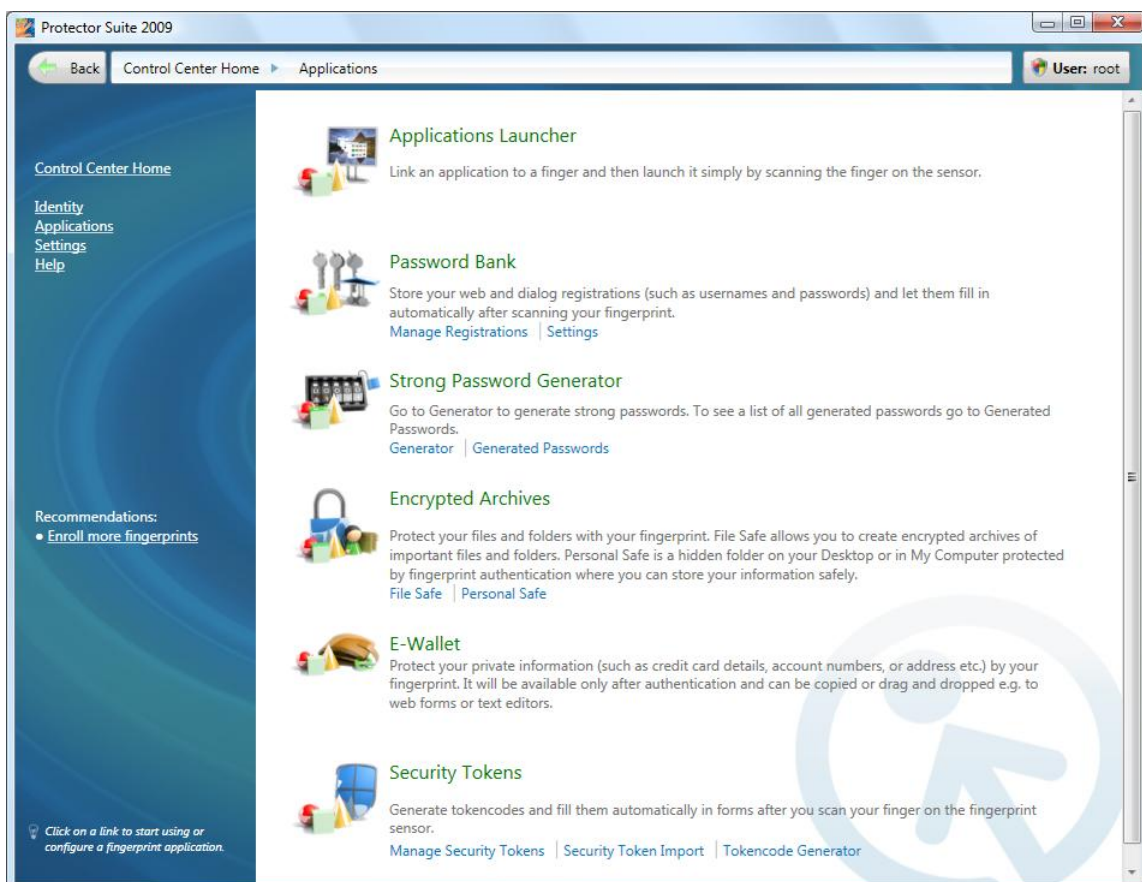 Protector Suite 2009
Back Control Center Home Applications User: root
Control Center Home
Identity
Applications
Settings
Help
Recommendations:
• Enroll more fingerprints
Click on a link to start using or
configure a fingerprint application.
Applications Launcher
Link an application to a finger and then launch it simply by scanning the finger on the sensor.
Password Bank
Store your web and dialog registrations (such as usernames and passwords) and let them fill in
automatically after scanning your fingerprint.
Manage Registrations | Settings
Strong Password Generator
Go to Generator to generate strong passwords. To see a list of all generated passwords go to Generated
Passwords.
Generator | Generated Passwords
Encrypted Archives
Protect your files and folders with your fingerprint. File Safe allows you to create encrypted archives of
important files and folders. Personal Safe is a hidden folder on your Desktop or in My Computer protected
by fingerprint authentication where you can store your information safely.
File Safe | Personal Safe
E-Wallet
Protect your private information (such as credit card details, account numbers, or address etc.) by your
fingerprint. It will be available only after authentication and can be copied or drag and dropped e.g. to
web forms or text editors.
Security Tokens
Generate tokencodes and fill them automatically in forms after you scan your finger on the fingerprint
sensor.
Manage Security Tokens | Security Token Import | Tokencode Generator